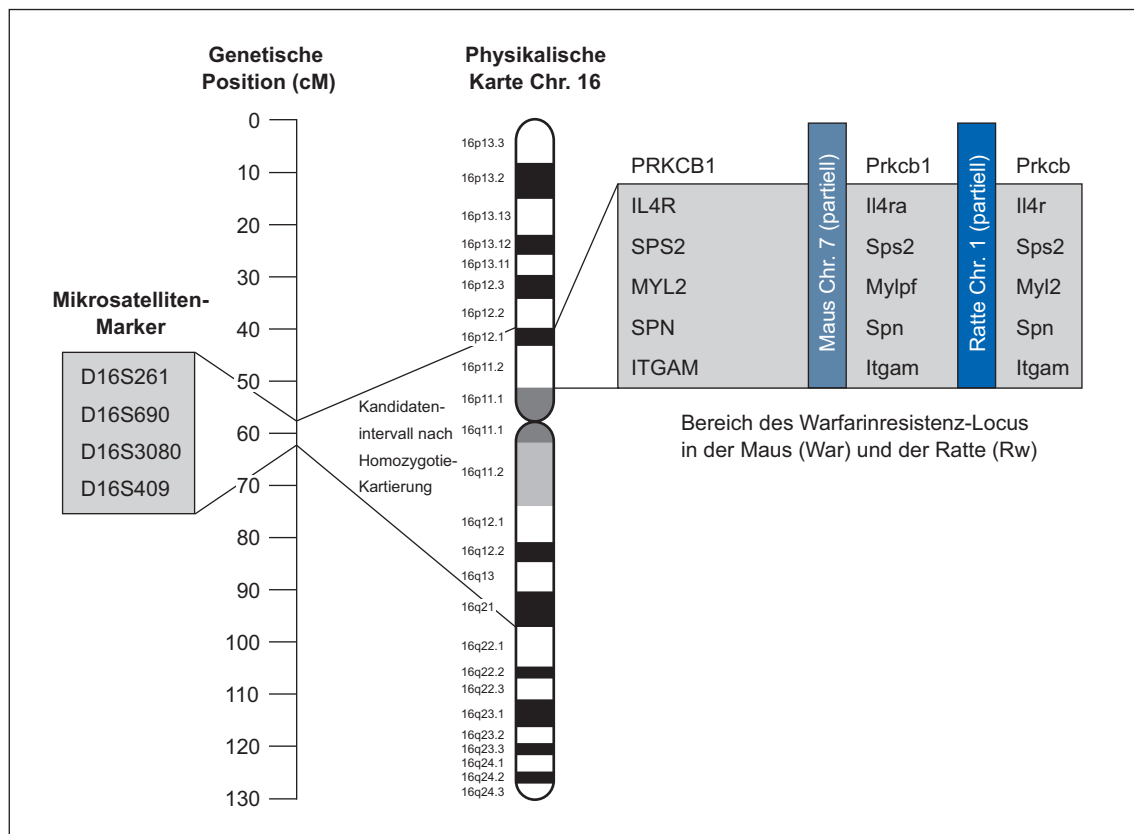 Genetische
Position (cM)
0
10
20
30
40
50
60
70
80
90
100
110
120
130
Mikrosatelliten-
Marker
D16S261
D16S690
D16S3080
D16S409
Kandidaten-
intervall nach
Homozygotie-
Kartierung
Physikalische
Karte Chr. 16
16p13.3
16p13.2
16p13.13
16p13.12
16p13.11
16p12.3
16p12.2
16p12.1
16p11.2
16p11.1
16q11.1
16q11.2
16q12.1
16q12.2
16q13
16q21
16q22.1
16q22.2
16q22.3
16q23.1
16q23.2
16q23.3
16q24.1
16q24.2
16q24.3
PRKCB1
IL4R
SPS2
MYL2
SPN
ITGAM
Maus Chr. 7 (partiell)
Prkcb1
Il4ra
Sps2
Mylpf
Spn
Itgam
Ratte Chr. 1 (partiell)
Prkcb
Il4r
Sps2
Myl2
Spn
Itgam
Bereich des Warfarinresistenz-Locus
in der Maus (War) und der Ratte (Rw)